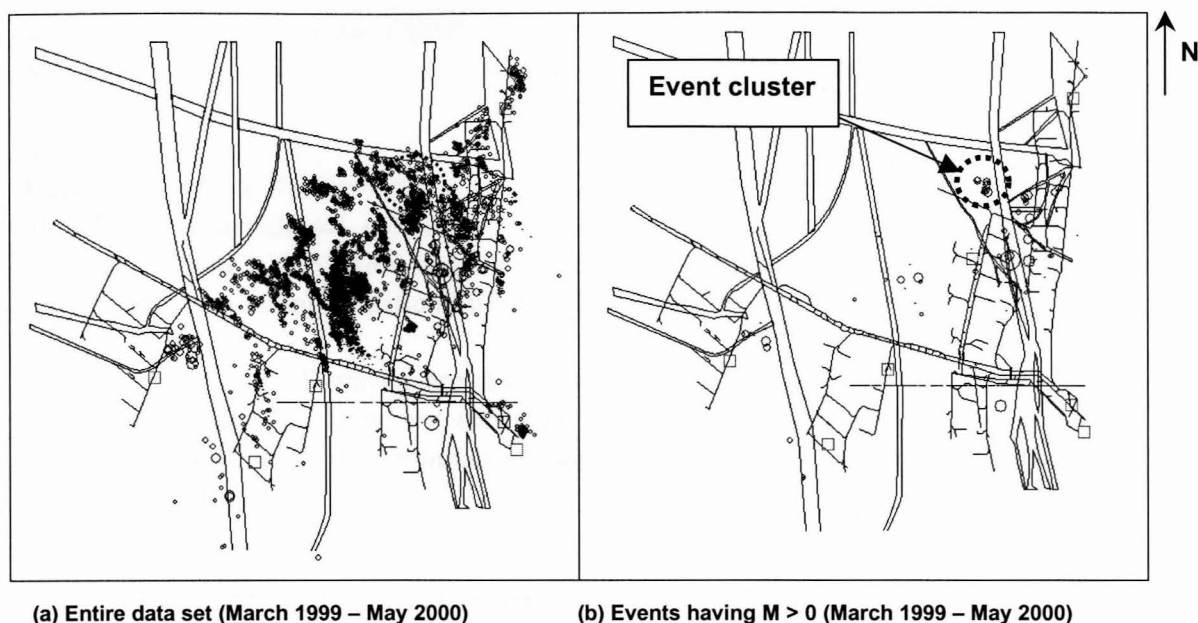 N
Event cluster
(a) Entire data set (March 1999 – May 2000)
(b) Events having M > 0 (March 1999 – May 2000)